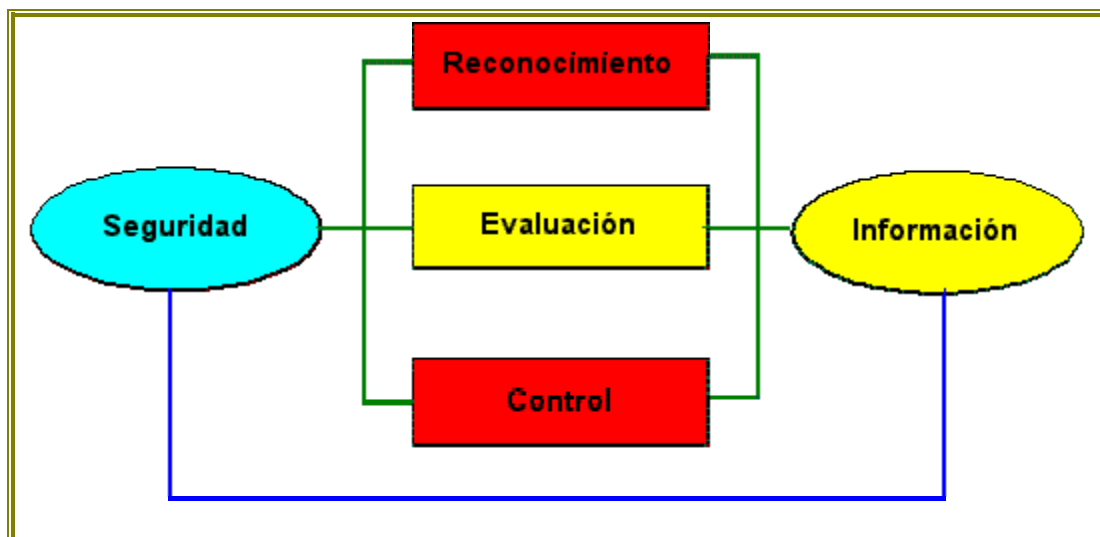 Reconocimiento
Seguridad
Evaluación
Información
Control